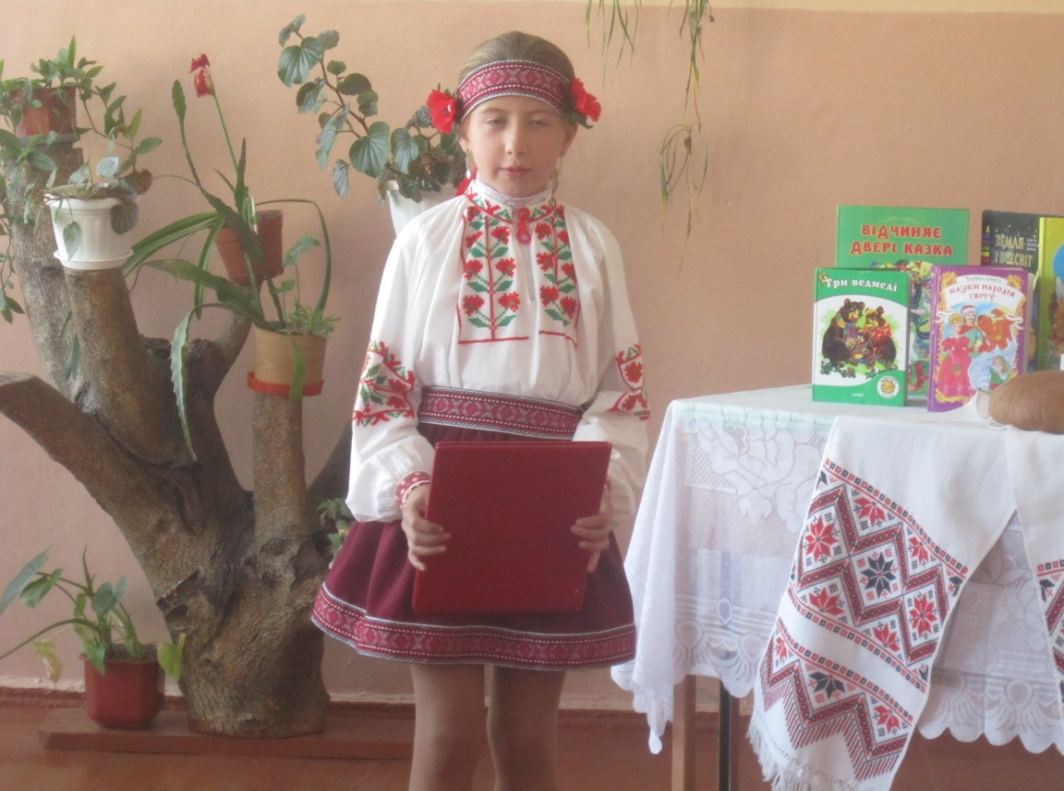 ВІДЧИНЯЄ
ДВЕРІ КАЗКА
ЗЕМЛЯ
Три ведмеді
КАЗКИ НАРОДІВ
СВІТУ